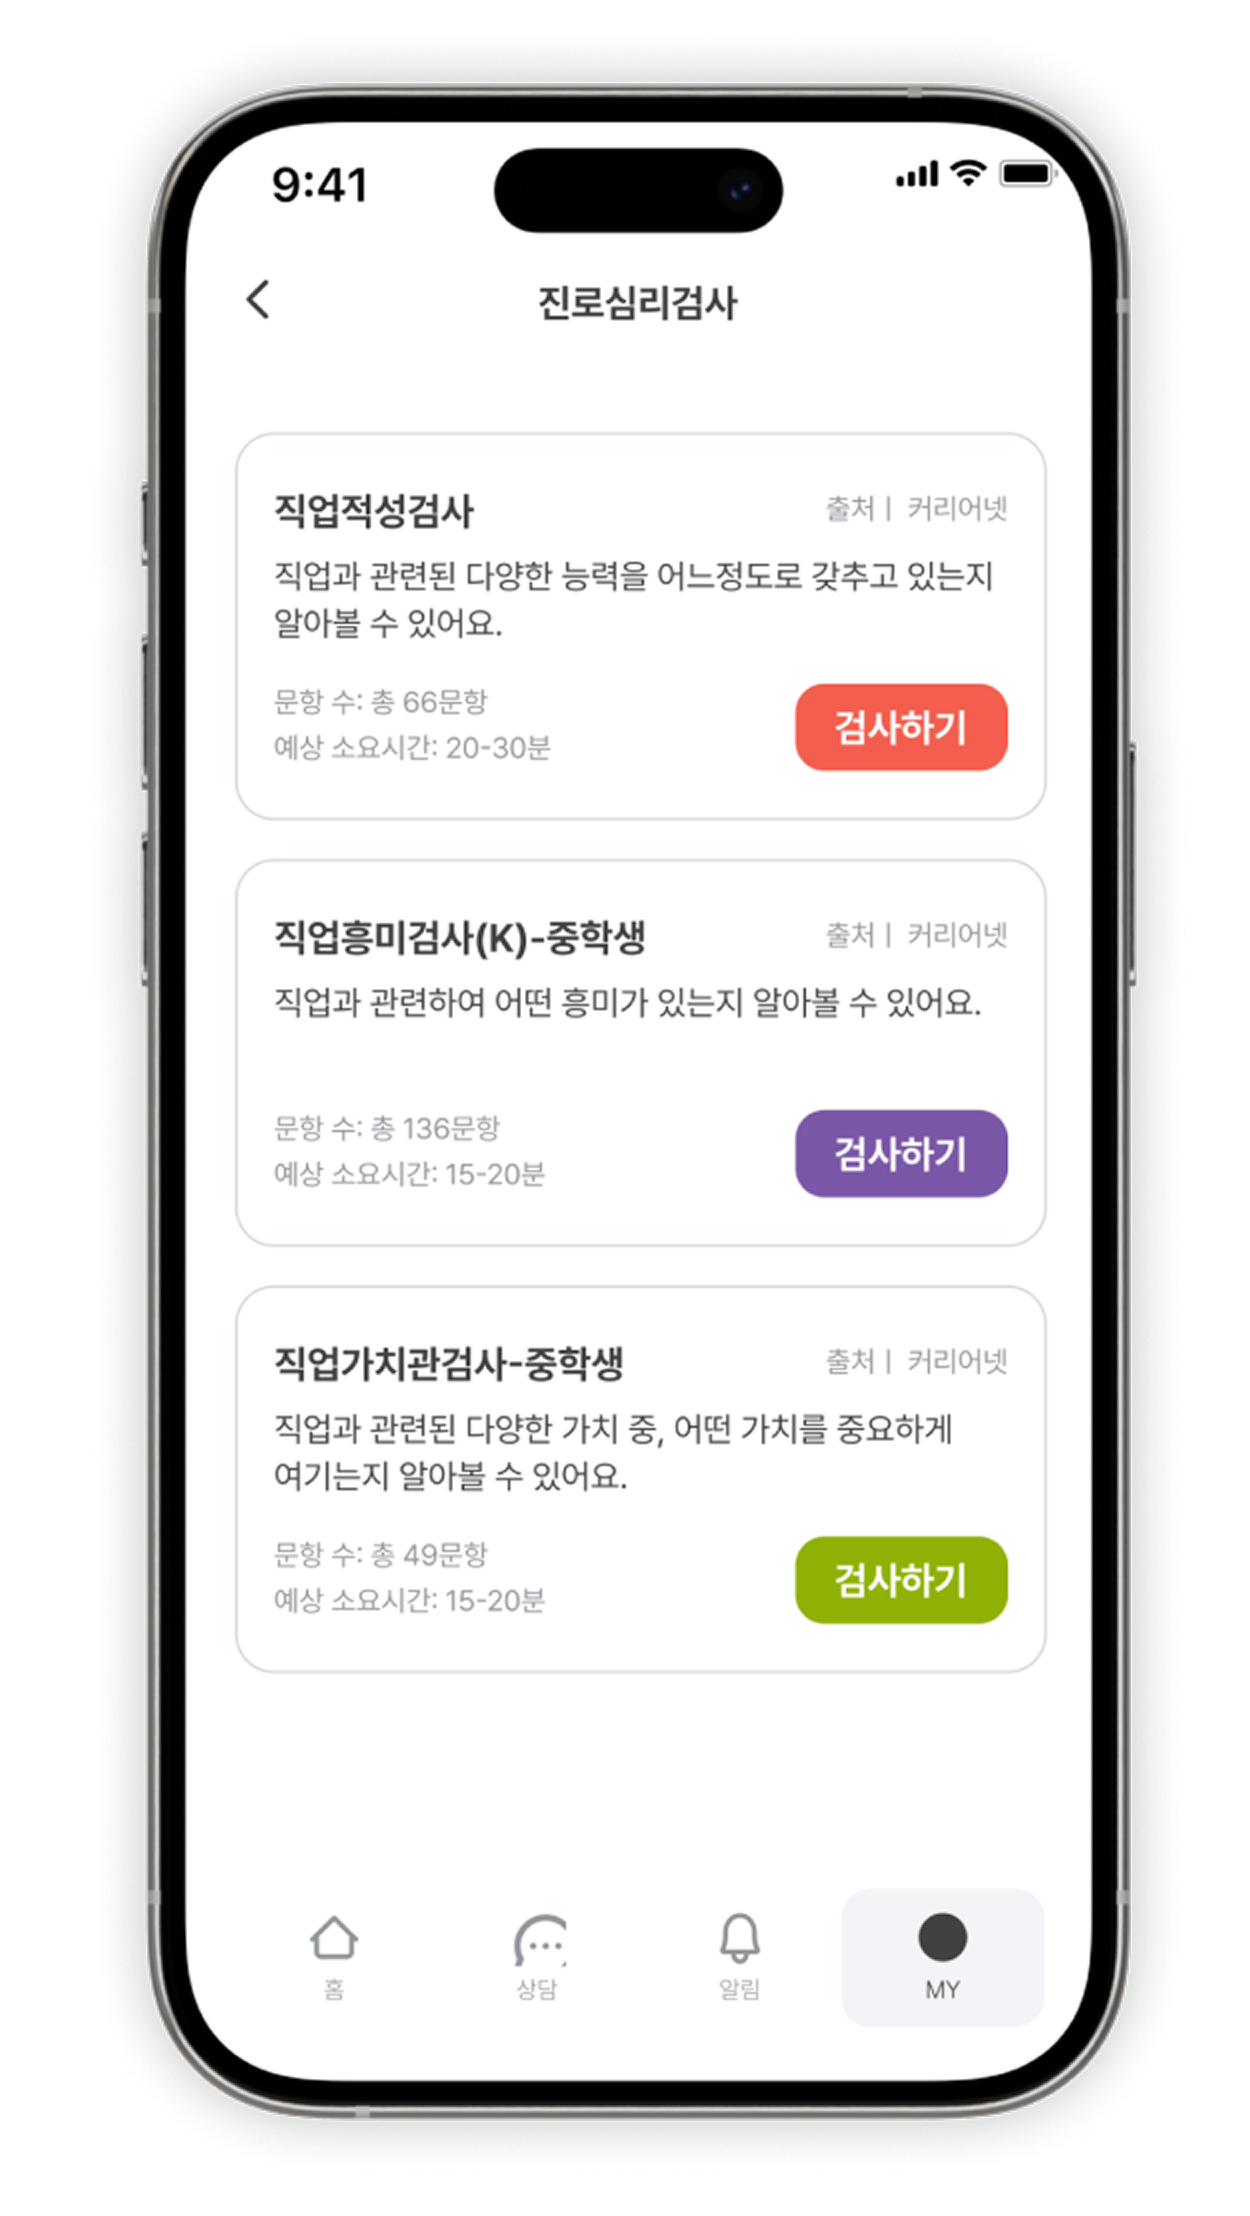 9:41
진로심리검사
직업적성검사
출처ㅣ 커리어넷
직업과 관련된 다양한 능력을 어느정도로 갖추고 있는지
알아볼 수 있어요.
문항 수: 총 66문항
예상 소요시간: 20-30분
검사하기
직업흥미검사(K)-중학생
출처ㅣ 커리어넷
직업과 관련하여 어떤 흥미가 있는지 알아볼 수 있어요.
문항 수: 총 136문항
예상 소요시간: 15-20분
검사하기
직업가치관검사-중학생
출처ㅣ 커리어넷
직업과 관련된 다양한 가치 중, 어떤 가치를 중요하게
여기는지 알아볼 수 있어요.
문항 수: 총 49문항
예상 소요시간: 15-20분
검사하기
홈
상담
알림
MY